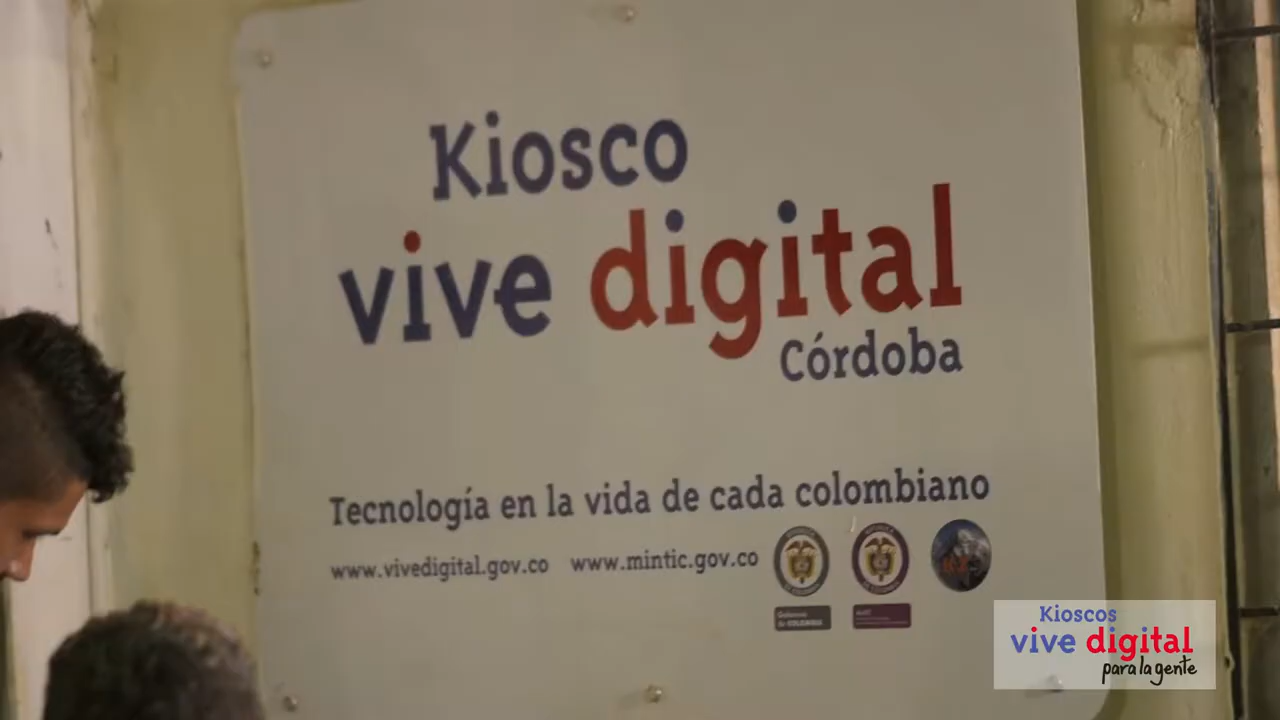 Kiosco
vive digital
Córdoba
Tecnología en la vida de cada colombiano
www.vivedigital.gov.co www.mintic.gov.co
Kioscos
vive digital
para la gente